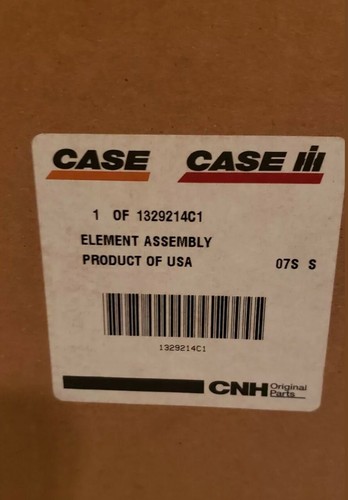 CASE CASE IH
1 OF 1329214C1
ELEMENT ASSEMBLY
PRODUCT OF USA 07S S
1329214C1
CNH Original Parts